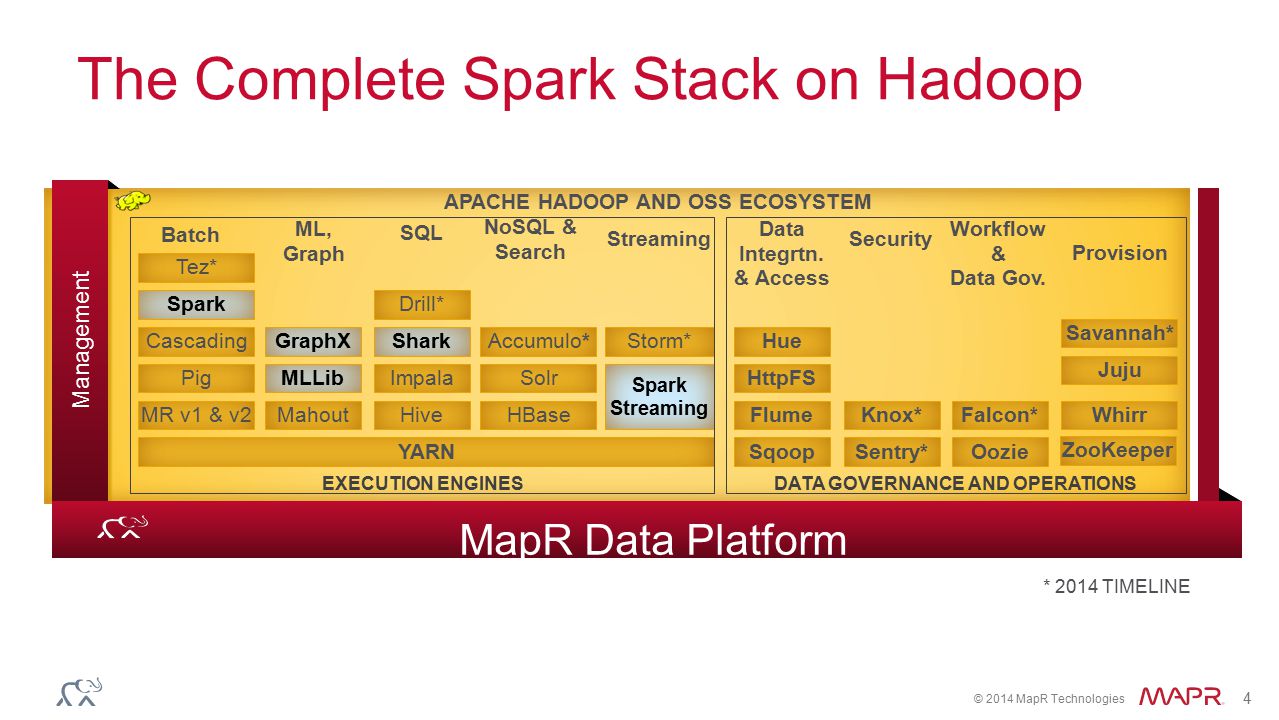 The Complete Spark Stack on Hadoop
Management
APACHE HADOOP AND OSS ECOSYSTEM
Batch
Tez*
Spark
Cascading
Pig
MR v1 & v2
ML,
Graph
GraphX
MLLib
Mahout
SQL
Drill*
Shark
Impala
Hive
NoSQL &
Search
Accumulo*
Solr
HBase
Streaming
Storm*
Spark
Streaming
YARN
EXECUTION ENGINES
Data
Integrtn.
& Access
Hue
HttpFS
Flume
Sqoop
Security
Knox*
Sentry*
Workflow
&
Data Gov.
Falcon*
Oozie
Provision
Savannah*
Juju
Whirr
ZooKeeper
DATA GOVERNANCE AND OPERATIONS
MapR Data Platform
* 2014 TIMELINE
© 2014 MapR Technologies
MAPR
4